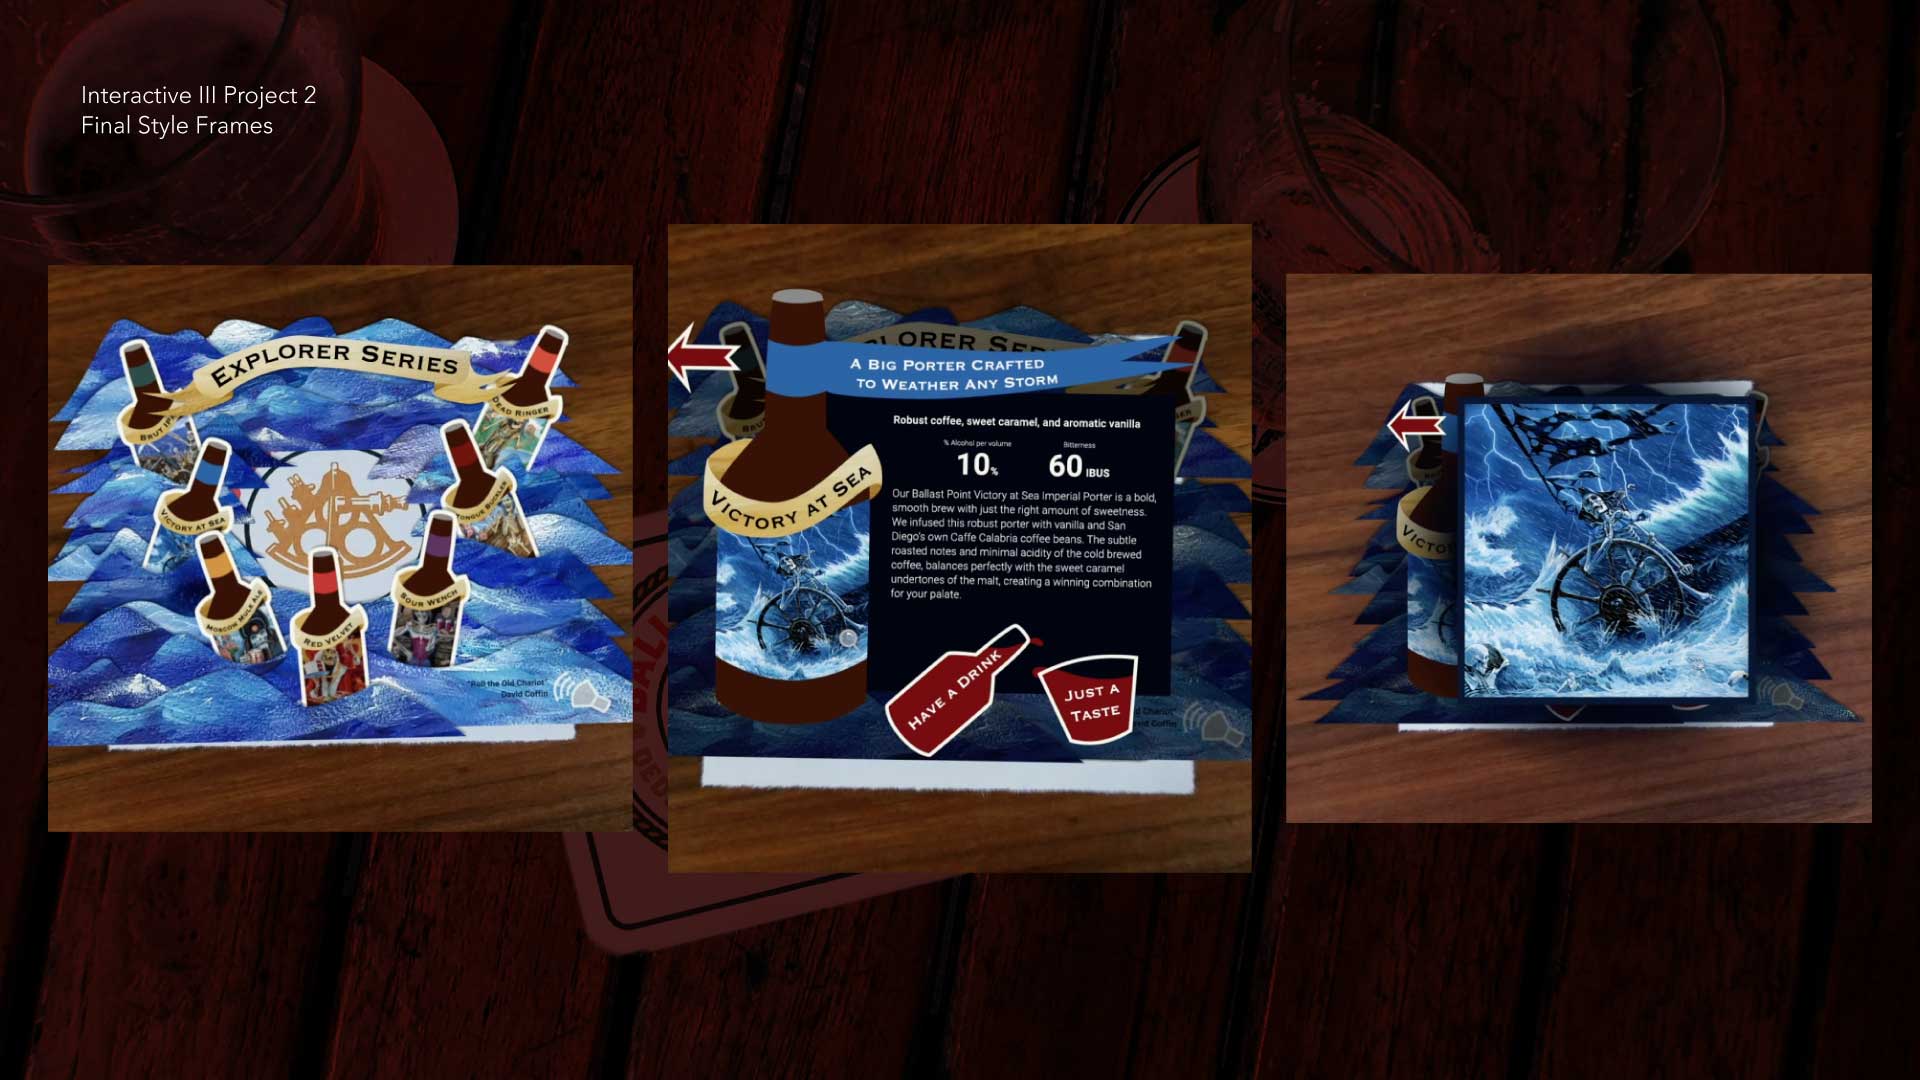 Interactive III Project 2
Final Style Frames
EXPLORER SERIES
BRUT IPA
DEAD RINGER
VICTORY AT SEA
TONGUE BUCKLER
MOSCOW MULE ALE
RED VELVET
SOUR WENCH
"Roll the Old Chariot"
David Coffin
PLORER SE
A BIG PORTER CRAFTED
TO WEATHER ANY STORM
Robust coffee, sweet caramel, and aromatic vanilla
% Alcohol per volume
Bitterness
10%
60 IBUS
VICTORY AT SEA
Our Ballast Point Victory at Sea Imperial Porter is a bold,
smooth brew with just the right amount of sweetness.
We infused this robust porter with vanilla and San
Diego's own Caffe Calabria coffee beans. The subtle
roasted notes and minimal acidity of the cold brewed
coffee, balances perfectly with the sweet caramel
undertones of the malt, creating a winning combination
for your palate.
HAVE A DRINK
JUST A
TASTE
d Chariot"
vid Coffin
VICTO